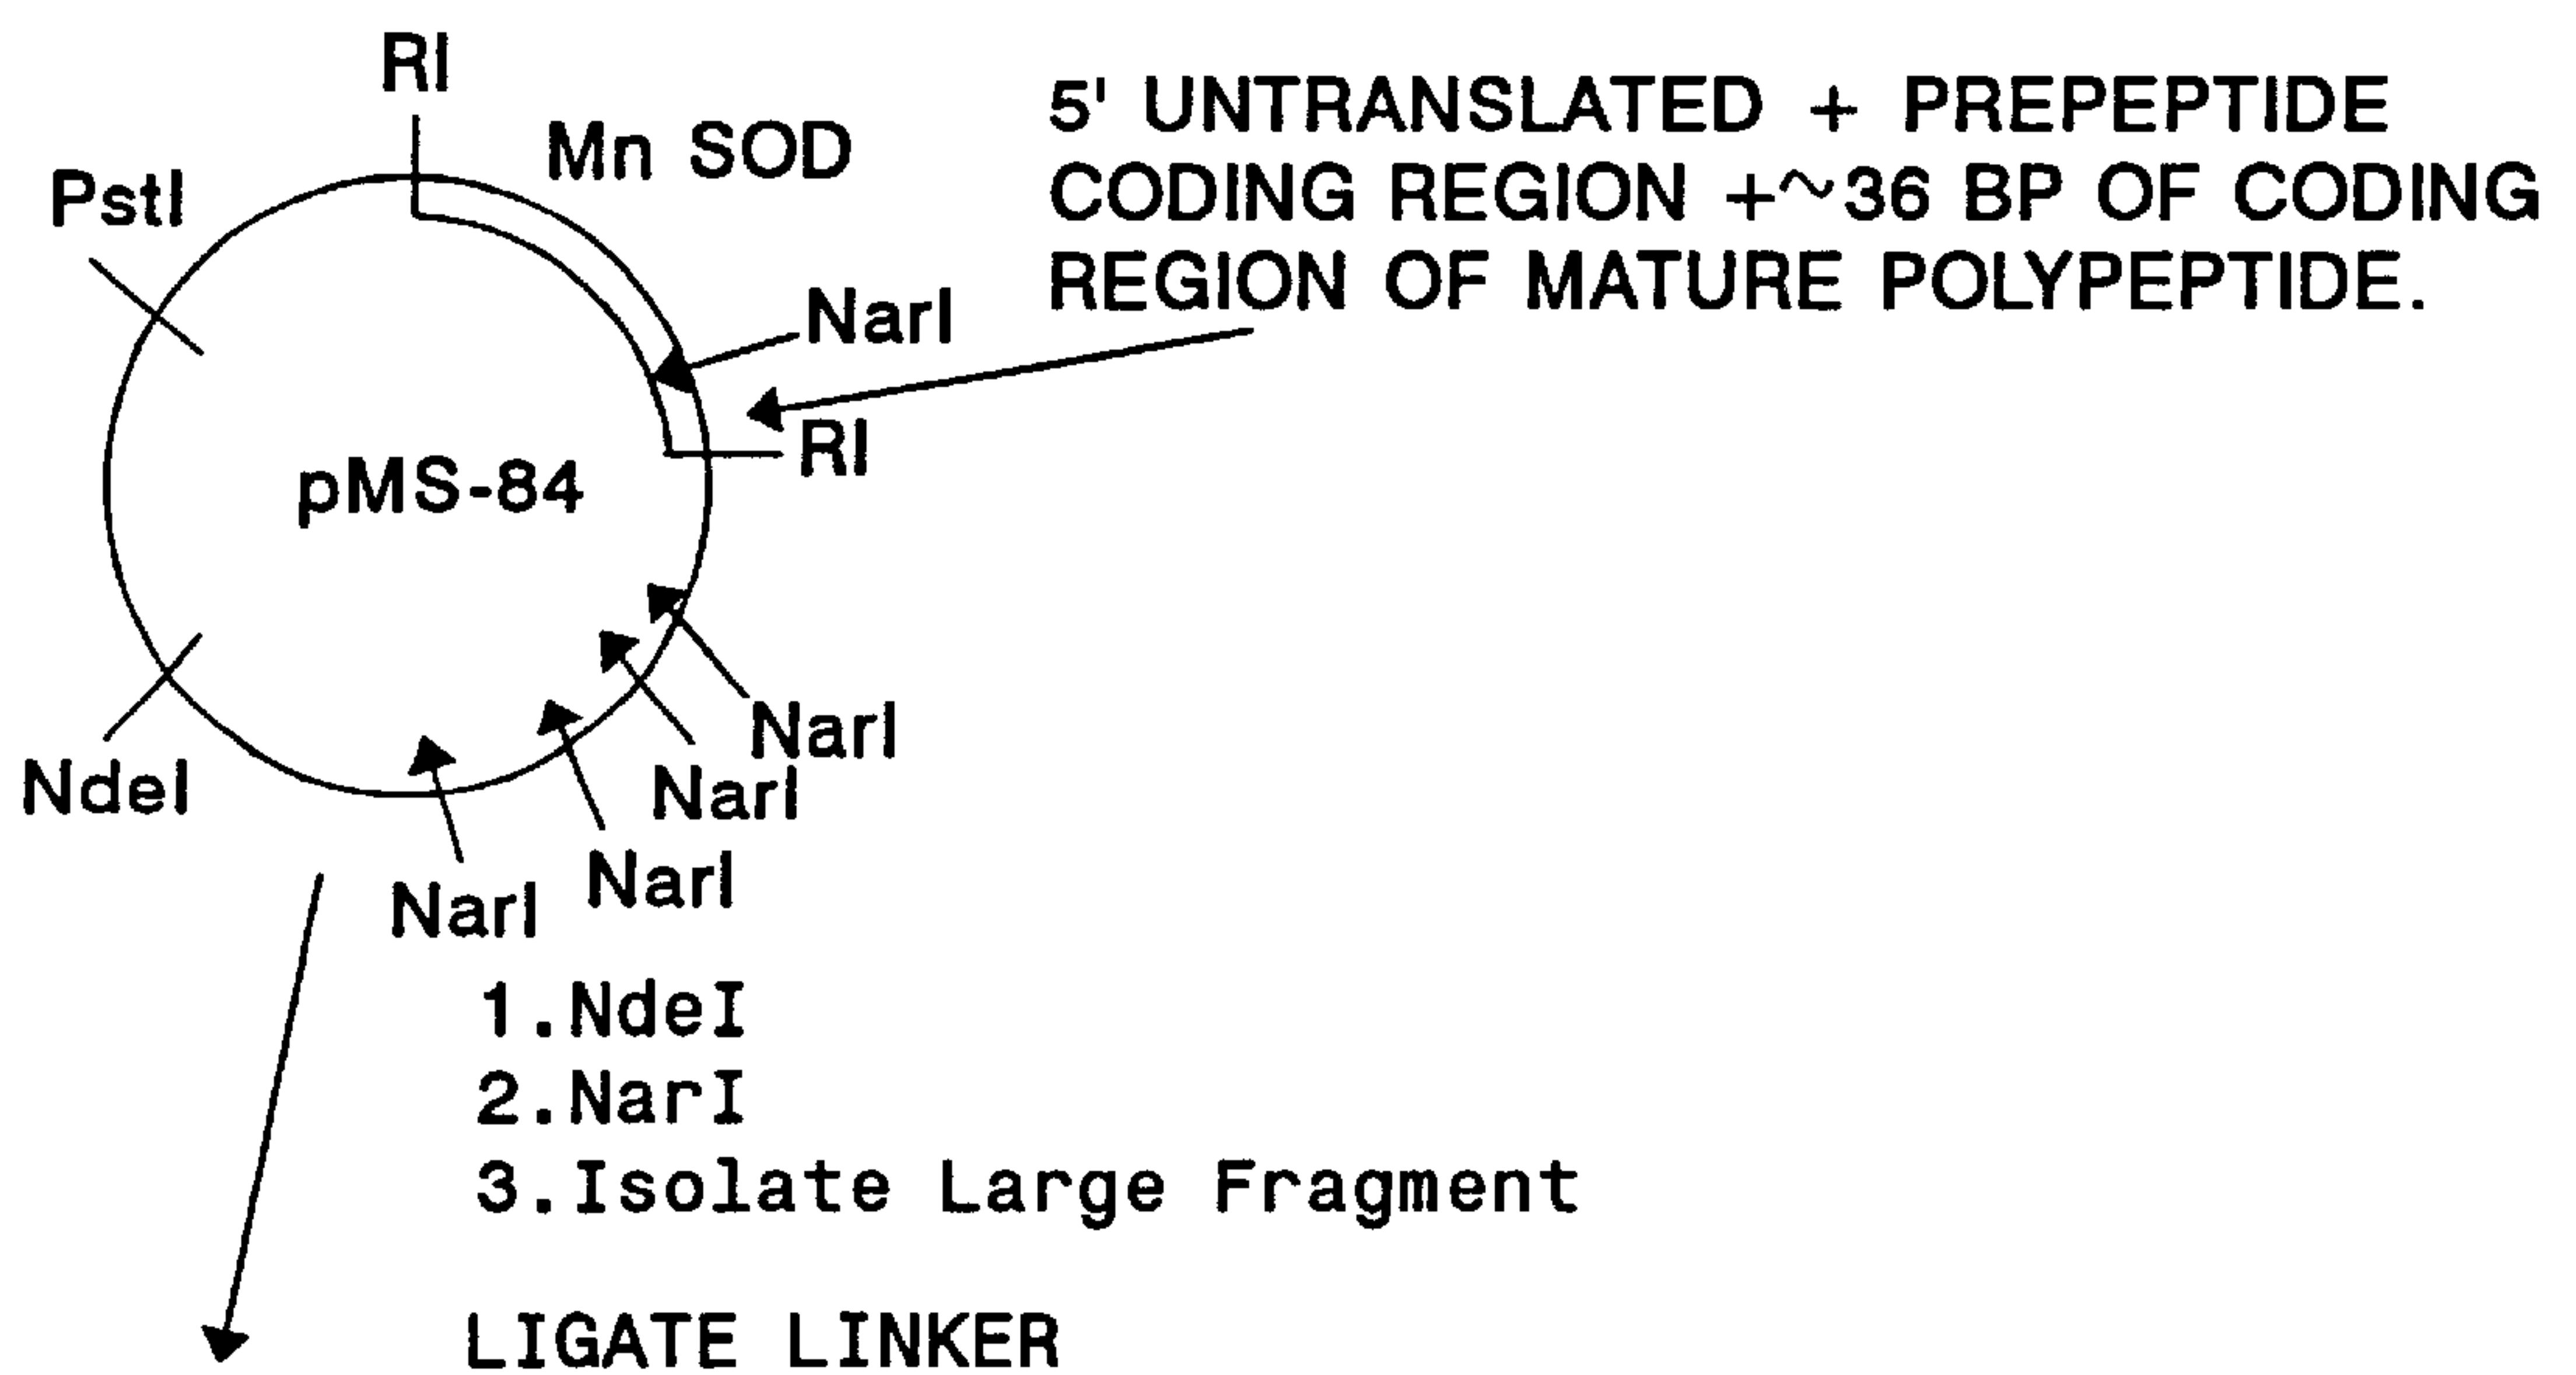 RI
Mn SOD
PstI
5' UNTRANSLATED + PREPEPTIDE
CODING REGION +~36 BP OF CODING
REGION OF MATURE POLYPEPTIDE.
NarI
RI
pMS-84
NarI
NarI
NarI
NarI
NdeI
1.NdeI
2.NarI
3.Isolate Large Fragment
LIGATE LINKER